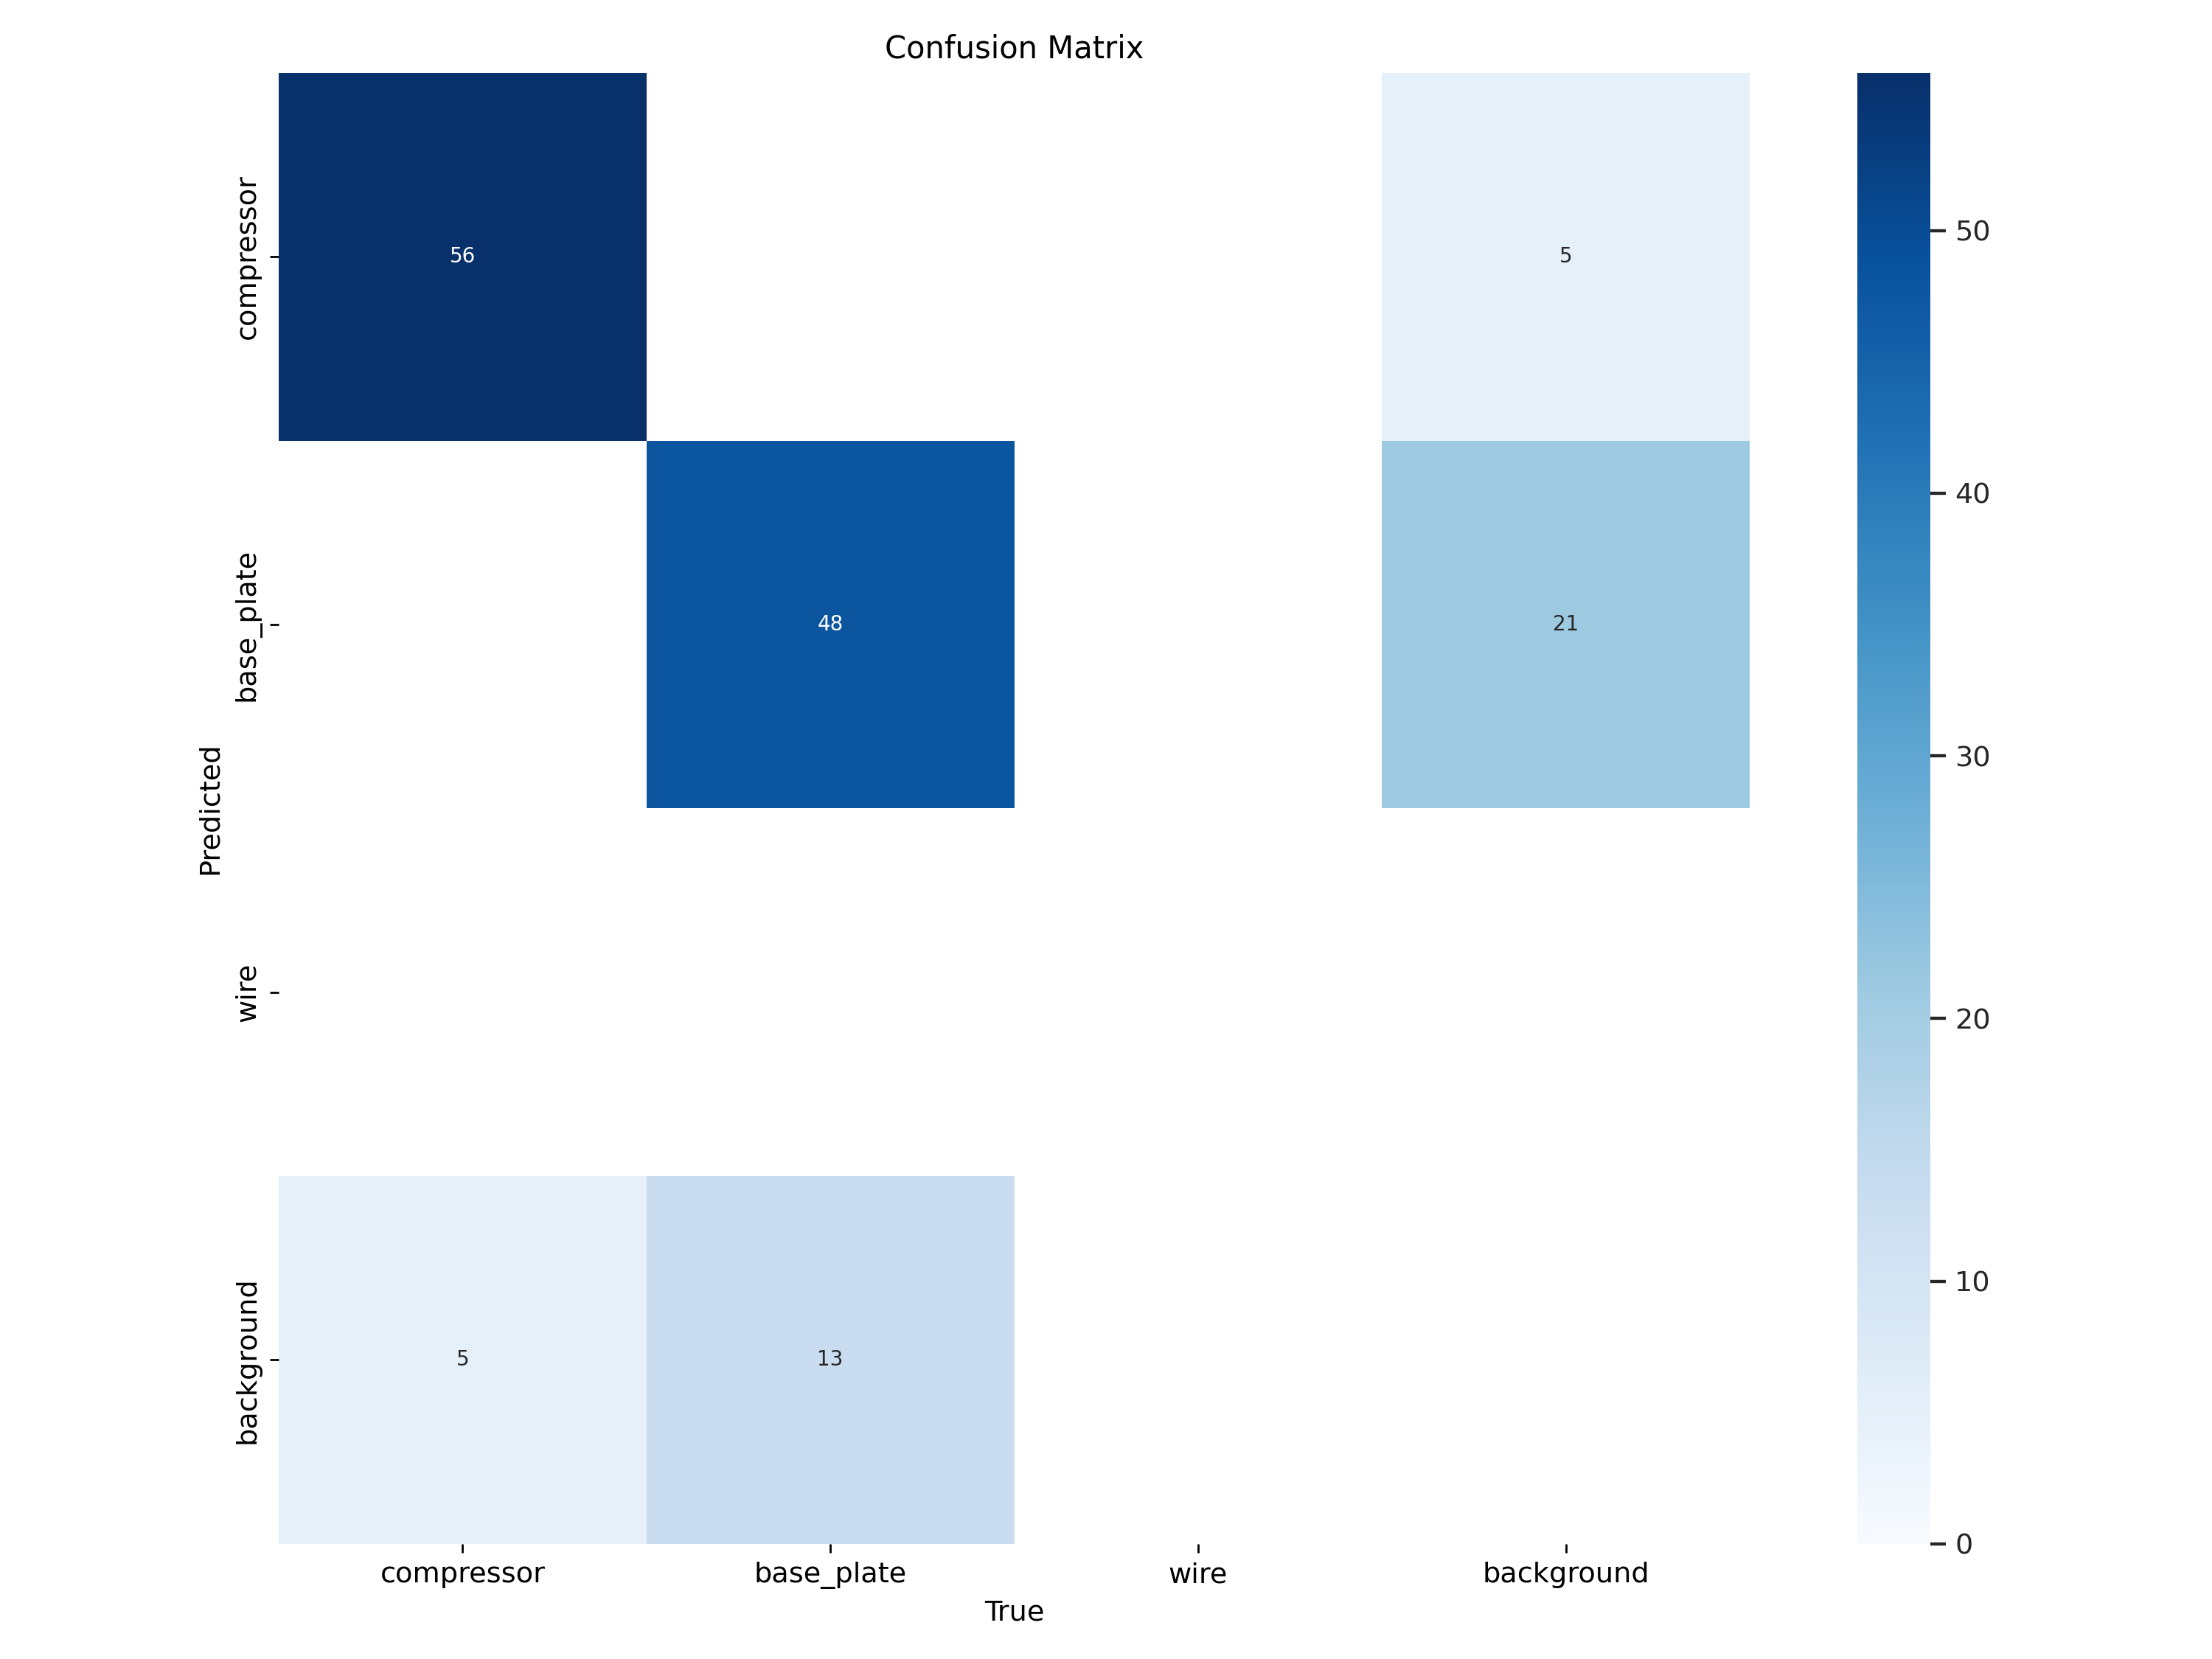 Confusion Matrix
compressor
56
5
50
40
base_plate
48
21
30
Predicted
wire
20
background
5
13
10
0
compressor
base_plate
wire
background
True